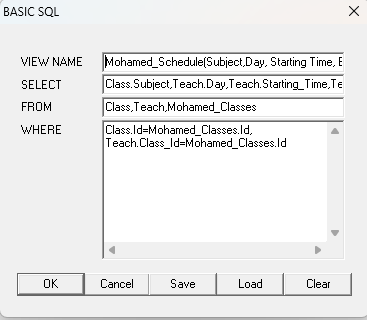 BASIC SQL
VIEW NAME
Mohamed_Schedule(Subject,Day, Starting Time, E
SELECT
Class.Subject,Teach.Day,Teach.Starting_Time,Te
FROM
Class,Teach,Mohamed_Classes
WHERE
Class.Id=Mohamed_Classes.Id,
Teach.Class_Id=Mohamed_Classes.Id
OK
Cancel
Save
Load
Clear